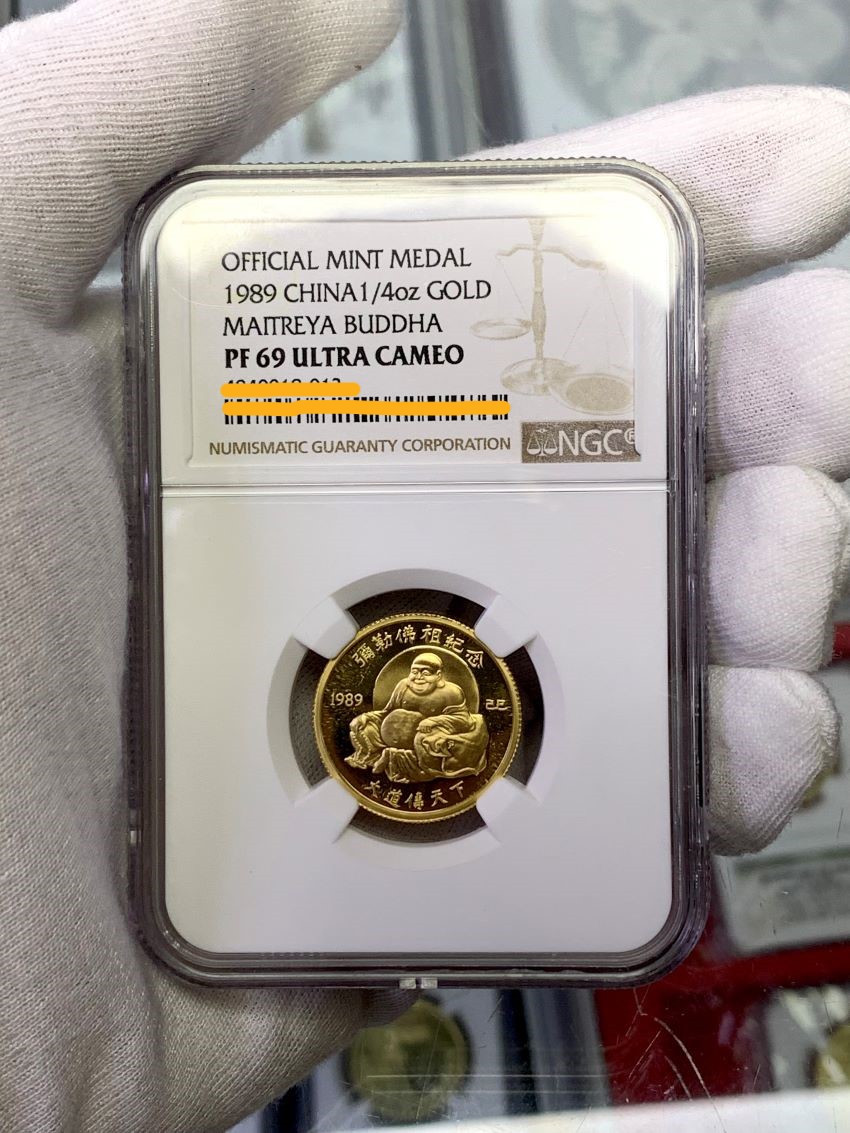 OFFICIAL MINT MEDAL
1989 CHINA1/4oz GOLD
MAITREYA BUDDHA
PF 69 ULTRA CAMEO
NUMISMATIC GUARANTY CORPORATION
NGC
彌勒佛祖紀念
1989
己巳
大道傳天下